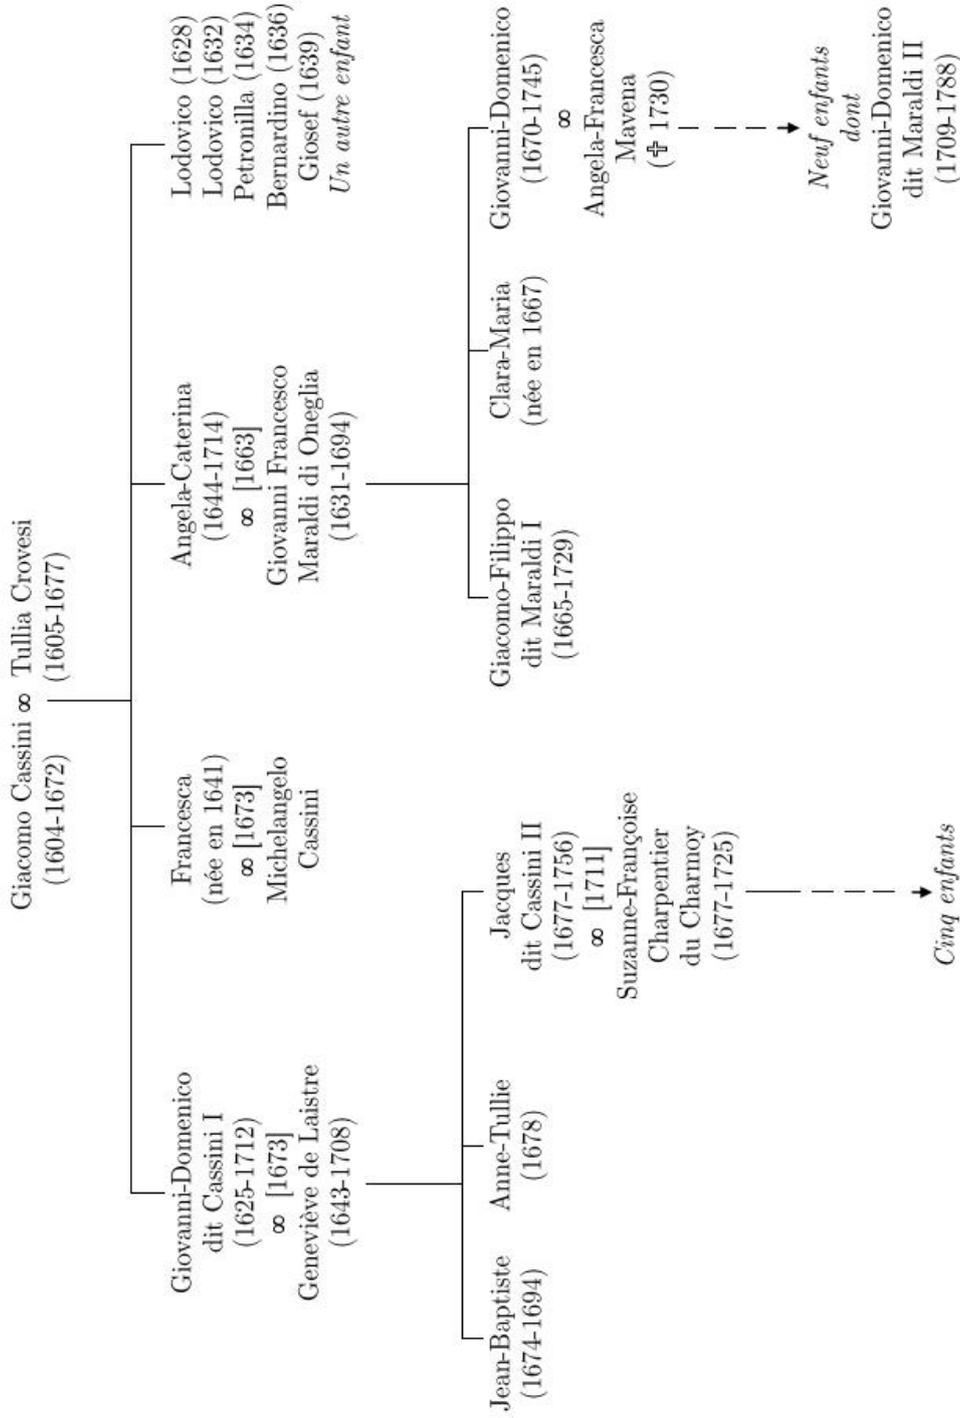 Giacomo Cassini ∞ Tullia Crovesi
(1604-1672) (1605-1677)
Giovanni-Domenico
dit Cassini I
(1625-1712)
∞ [1673]
Geneviève de Laistre
(1643-1708)
Francesca
(née en 1641)
∞ [1673]
Michelangelo
Cassini
Angela-Caterina
(1644-1714)
∞ [1663]
Giovanni Francesco
Maraldi di Oneglia
(1631-1694)
Lodovico (1628)
Lodovico (1632)
Petronilla (1634)
Bernardino (1636)
Giosef (1639)
Un autre enfant
Jean-Baptiste
(1674-1694)
Anne-Tullie
(1678)
Jacques
dit Cassini II
(1677-1756)
∞ [1711]
Suzanne-Françoise
Charpentier
du Charmoy
(1677-1725)
Cinq enfants
Giacomo-Filippo
dit Maraldi I
(1665-1729)
Clara-Maria
(née en 1667)
Giovanni-Domenico
(1670-1745)
∞
Angela-Francesca
Mavena
(✞ 1730)
Neuf enfants
dont
Giovanni-Domenico
dit Maraldi II
(1709-1788)